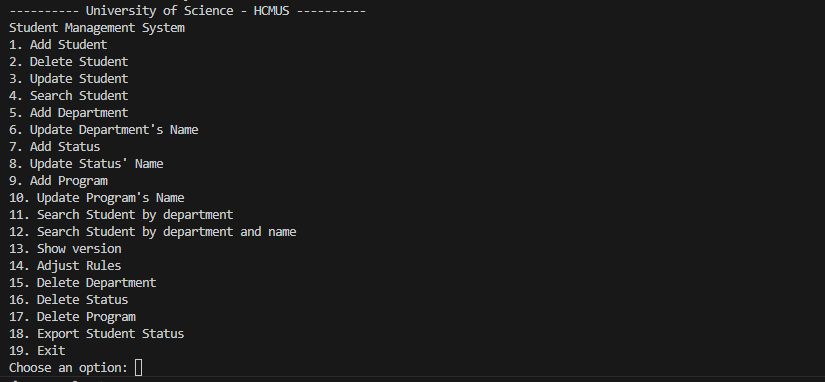 ---------- University of Science - HCMUS ----------
Student Management System
1. Add Student
2. Delete Student
3. Update Student
4. Search Student
5. Add Department
6. Update Department's Name
7. Add Status
8. Update Status' Name
9. Add Program
10. Update Program's Name
11. Search Student by department
12. Search Student by department and name
13. Show version
14. Adjust Rules
15. Delete Department
16. Delete Status
17. Delete Program
18. Export Student Status
19. Exit
Choose an option: